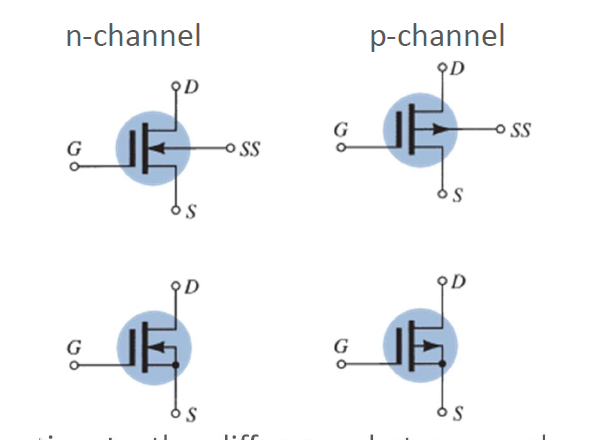 n-channel p-channel
D D
G SS G SS
S S
D D
G G
S S